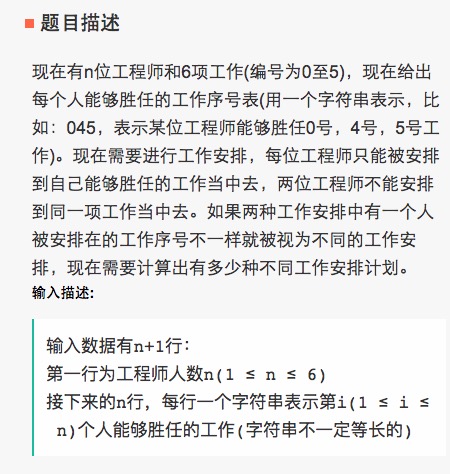 题目描述
现在有n位工程师和6项工作(编号为0至5)，现在给出
每个人能够胜任的工作序号表(用一个字符串表示，比
如：045，表示某位工程师能够胜任0号，4号，5号工
作)。现在需要进行工作安排，每位工程师只能被安排
到自己能够胜任的工作当中去，两位工程师不能安排
到同一项工作当中去。如果两种工作安排中有一个人
被安排在的工作序号不一样就被视为不同的工作安
排，现在需要计算出有多少种不同工作安排计划。
输入描述:
输入数据有n+1行：
第一行为工程师人数n(1 ≤ n ≤ 6)
接下来的n行，每行一个字符串表示第i(1 ≤ i ≤
n)个人能够胜任的工作(字符串不一定等长的)